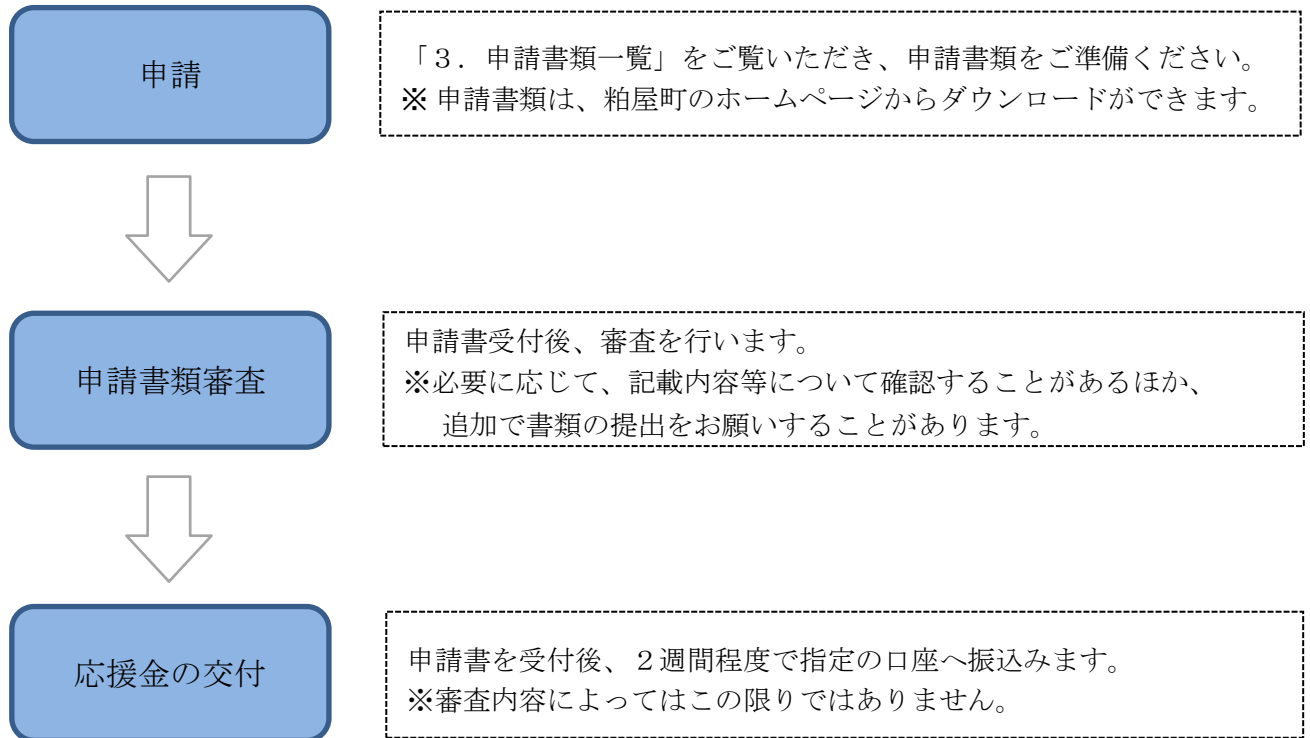 申請
「３．申請書類一覧」をご覧いただき、申請書類をご準備ください。
※ 申請書類は、粕屋町のホームページからダウンロードができます。
申請書類審査
申請書受付後、審査を行います。
※必要に応じて、記載内容等について確認することがあるほか、
追加で書類の提出をお願いすることがあります。
応援金の交付
申請書を受付後、２週間程度で指定の口座へ振込みます。
※審査内容によってはこの限りではありません。